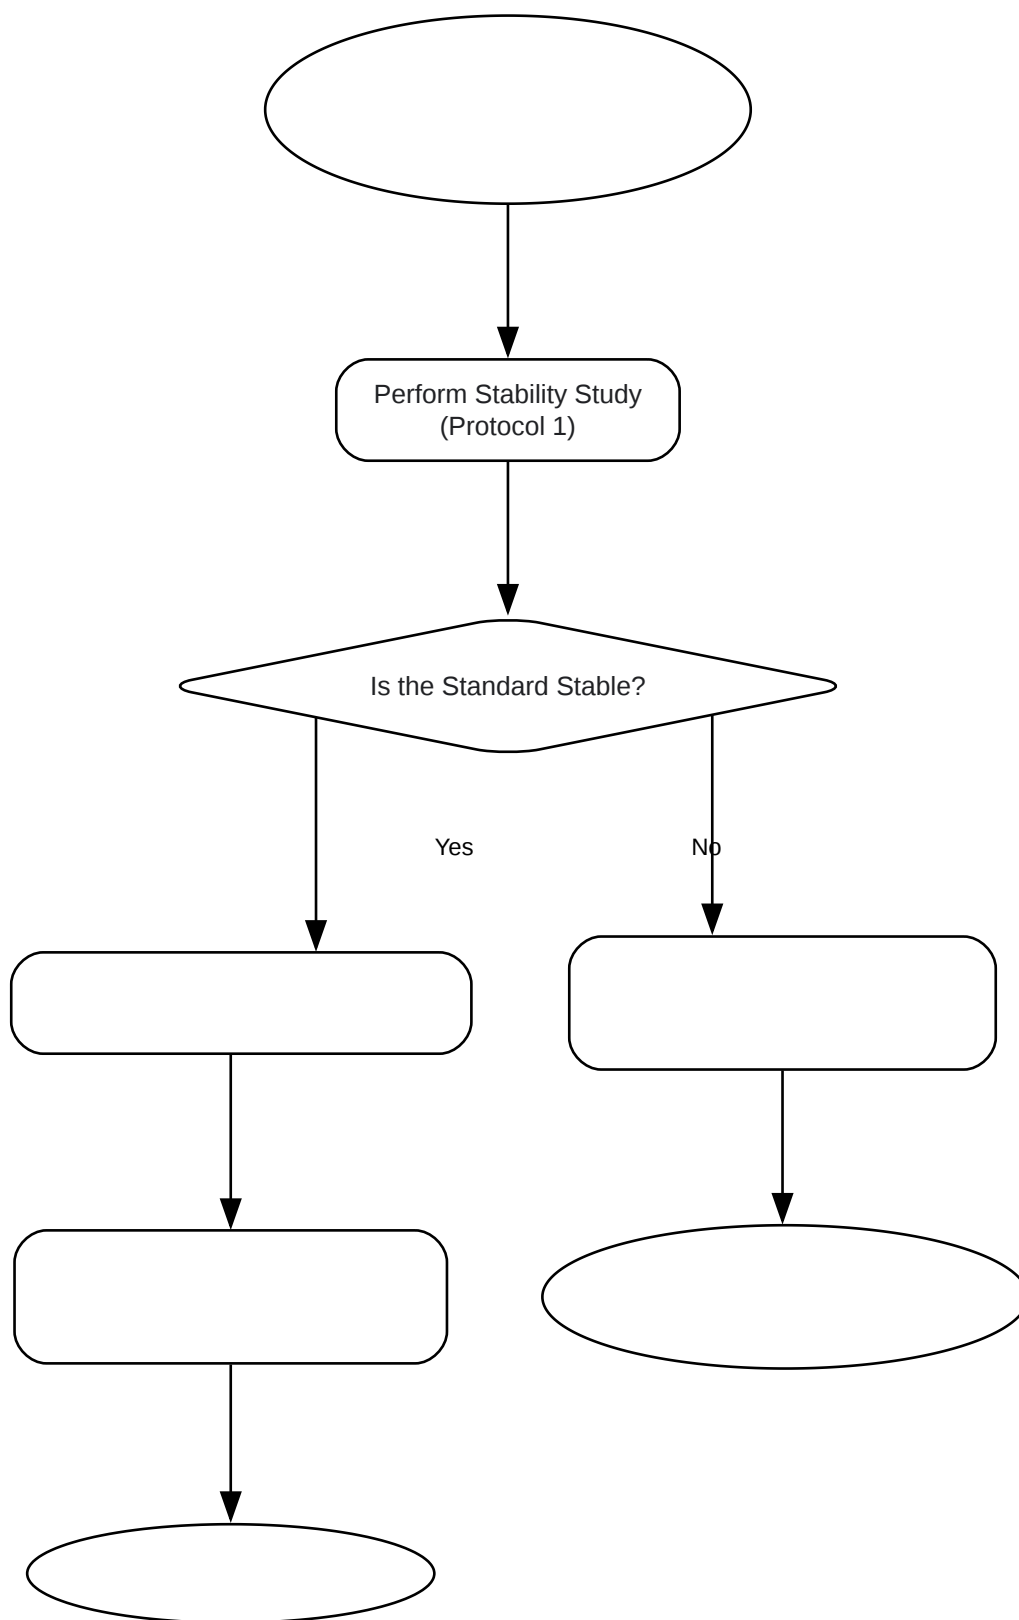 Perform Stability Study
(Protocol 1)
Is the Standard Stable?
Yes
No